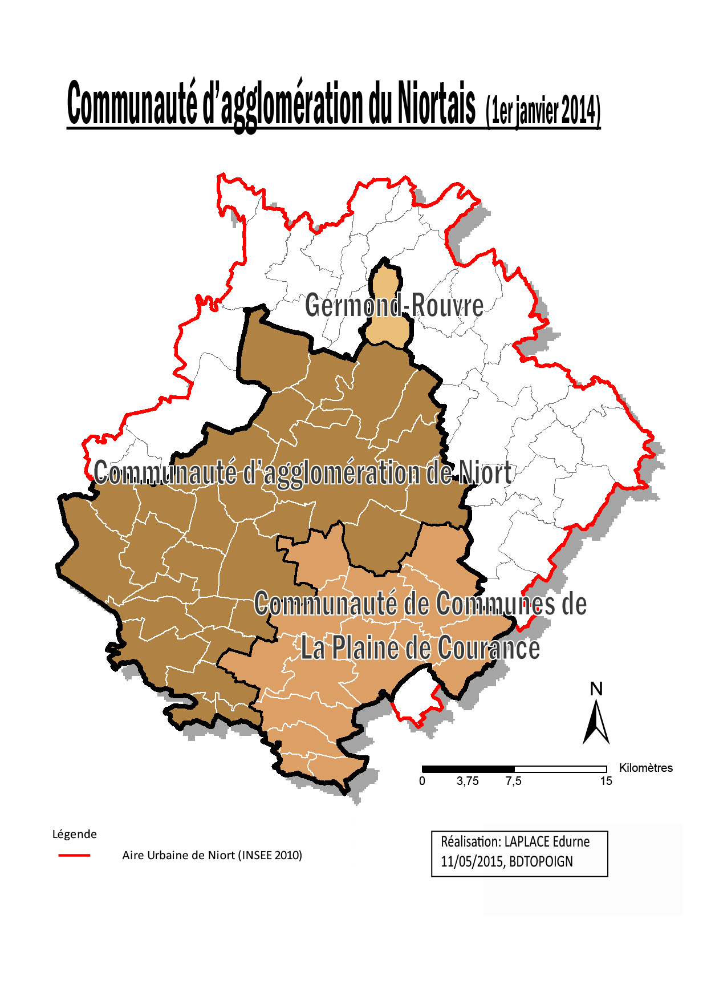 Communauté d'agglomération du Niortais (1er janvier 2014)
Germond-Rouvre
Communauté d'agglomération de Niort
Communauté de Communes de
La Plaine de Courance
N
Kilomètres
0 3,75 7,5 15
Légende
Aire Urbaine de Niort (INSEE 2010)
Réalisation: LAPLACE Edurne
11/05/2015, BDTOPOIGN